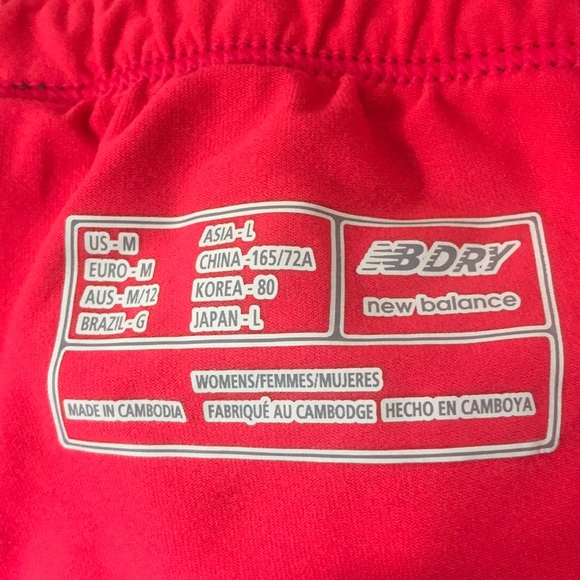 US-M
EURO-M
AUS-M/12
BRAZIL-G
ASIA-L
CHINA-165/72A
KOREA-80
JAPAN-L
NB DRY
new balance
WOMENS/FEMMES/MUJERES
MADE IN CAMBODIA FABRIQUÉ AU CAMBODGE HECHO EN CAMBOYA